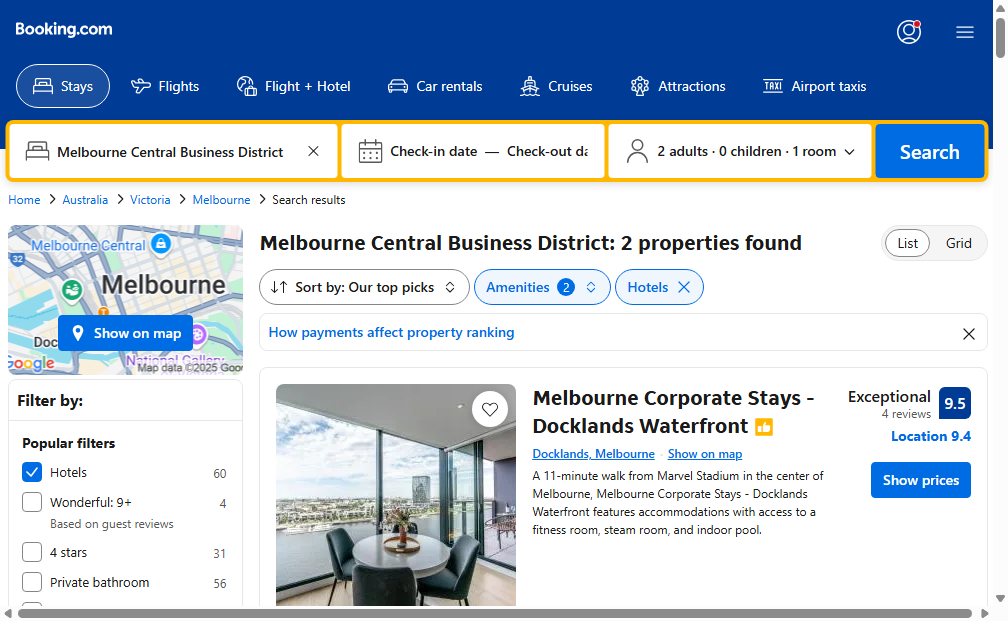 Booking.com
Stays
Flights
Flight + Hotel
Car rentals
Cruises
Attractions
TAXI Airport taxis
Melbourne Central Business District
Check-in date — Check-out da
2 adults · 0 children · 1 room
Search
Home
Australia
Victoria
Melbourne
Search results
Melbourne Central
32
Melbourne
Doc
Show on map
National Gallery
Google
Map data ©2025 Goo
Melbourne Central Business District: 2 properties found
List
Grid
Sort by: Our top picks
Amenities 2
Hotels
How payments affect property ranking
Filter by:
Popular filters
Hotels 60
Wonderful: 9+ 4
Based on guest reviews
4 stars 31
Private bathroom 56
Melbourne Corporate Stays -
Docklands Waterfront
Docklands, Melbourne · Show on map
A 11-minute walk from Marvel Stadium in the center of
Melbourne, Melbourne Corporate Stays - Docklands
Waterfront features accommodations with access to a
fitness room, steam room, and indoor pool.
Exceptional 9.5
4 reviews
Location 9.4
Show prices